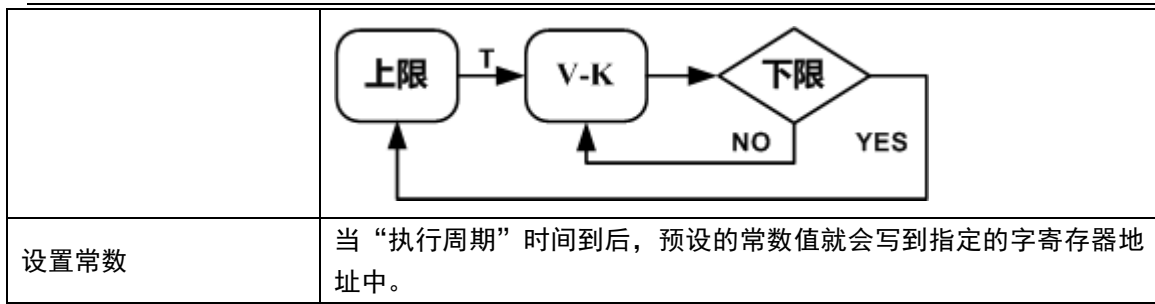 上限
T
V-K
下限
NO
YES
设置常数
当“执行周期”时间到后，预设的常数值就会写到指定的字寄存器地
址中。